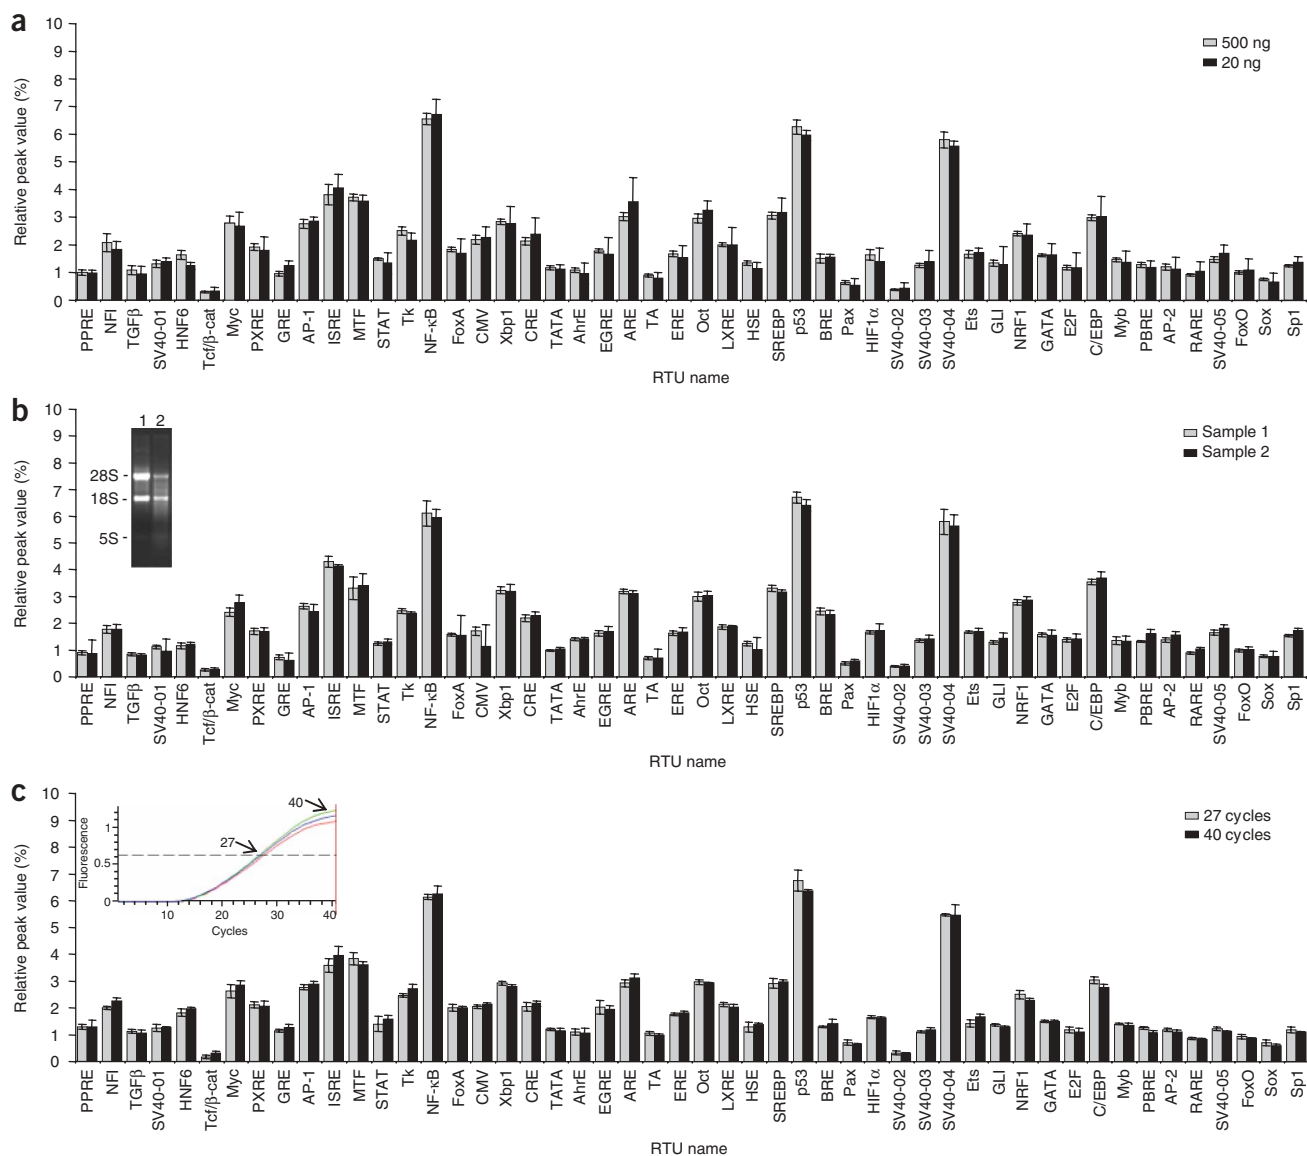 a
Relative peak value (%)
10
9
8
7
6
5
4
3
2
1
0
500 ng
20 ng
PPRE
NFI
TGFβ
SV40-01
HNF6
Tcf/β-cat
Myc
PXRE
GRE
AP-1
ISRE
MTF
STAT
Tk
NF-κB
FoxA
CMV
Xbp1
CRE
TATA
AhrE
EGRE
ARE
TA
ERE
Oct
LXRE
HSE
SREBP
p53
BRE
Pax
HIF1α
SV40-02
SV40-03
SV40-04
Ets
GLI
NRF1
GATA
E2F
C/EBP
Myb
PBRE
AP-2
RARE
SV40-05
FoxO
Sox
Sp1
RTU name
b
Relative peak value (%)
10
9
8
7
6
5
4
3
2
1
0
1 2
28S -
18S -
5S -
Sample 1
Sample 2
PPRE
NFI
TGFβ
SV40-01
HNF6
Tcf/β-cat
Myc
PXRE
GRE
AP-1
ISRE
MTF
STAT
Tk
NF-κB
FoxA
CMV
Xbp1
CRE
TATA
AhrE
EGRE
ARE
TA
ERE
Oct
LXRE
HSE
SREBP
p53
BRE
Pax
HIF1α
SV40-02
SV40-03
SV40-04
Ets
GLI
NRF1
GATA
E2F
C/EBP
Myb
PBRE
AP-2
RARE
SV40-05
FoxO
Sox
Sp1
RTU name
c
Relative peak value (%)
10
9
8
7
6
5
4
3
2
1
0
Fluorescence
1
0.5
0
40
27
10 20 30 40
Cycles
27 cycles
40 cycles
PPRE
NFI
TGFβ
SV40-01
HNF6
Tcf/β-cat
Myc
PXRE
GRE
AP-1
ISRE
MTF
STAT
Tk
NF-κB
FoxA
CMV
Xbp1
CRE
TATA
AhrE
EGRE
ARE
TA
ERE
Oct
LXRE
HSE
SREBP
p53
BRE
Pax
HIF1α
SV40-02
SV40-03
SV40-04
Ets
GLI
NRF1
GATA
E2F
C/EBP
Myb
PBRE
AP-2
RARE
SV40-05
FoxO
Sox
Sp1
RTU name